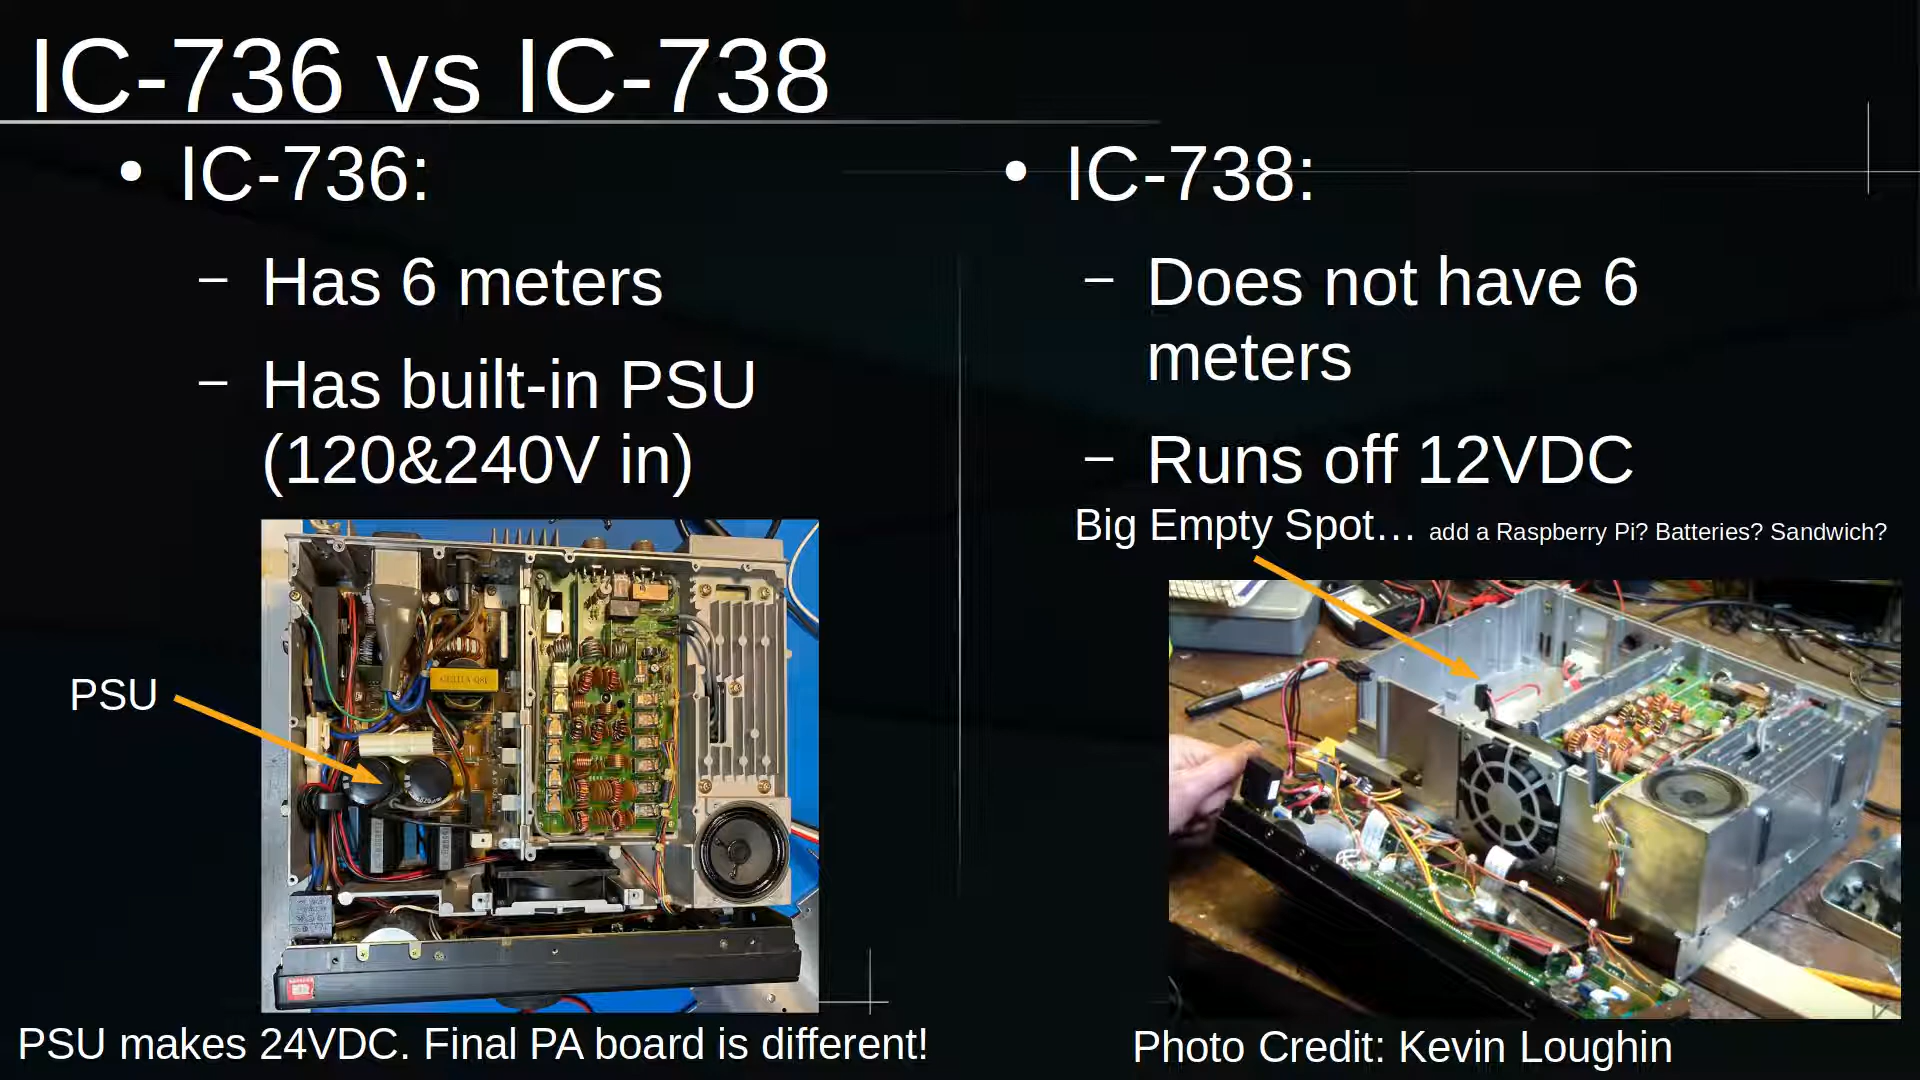 IC-736 vs IC-738
• IC-736:
– Has 6 meters
– Has built-in PSU
(120&240V in)
PSU
PSU makes 24VDC. Final PA board is different!
• IC-738:
– Does not have 6
meters
– Runs off 12VDC
Big Empty Spot… add a Raspberry Pi? Batteries? Sandwich?
Photo Credit: Kevin Loughin